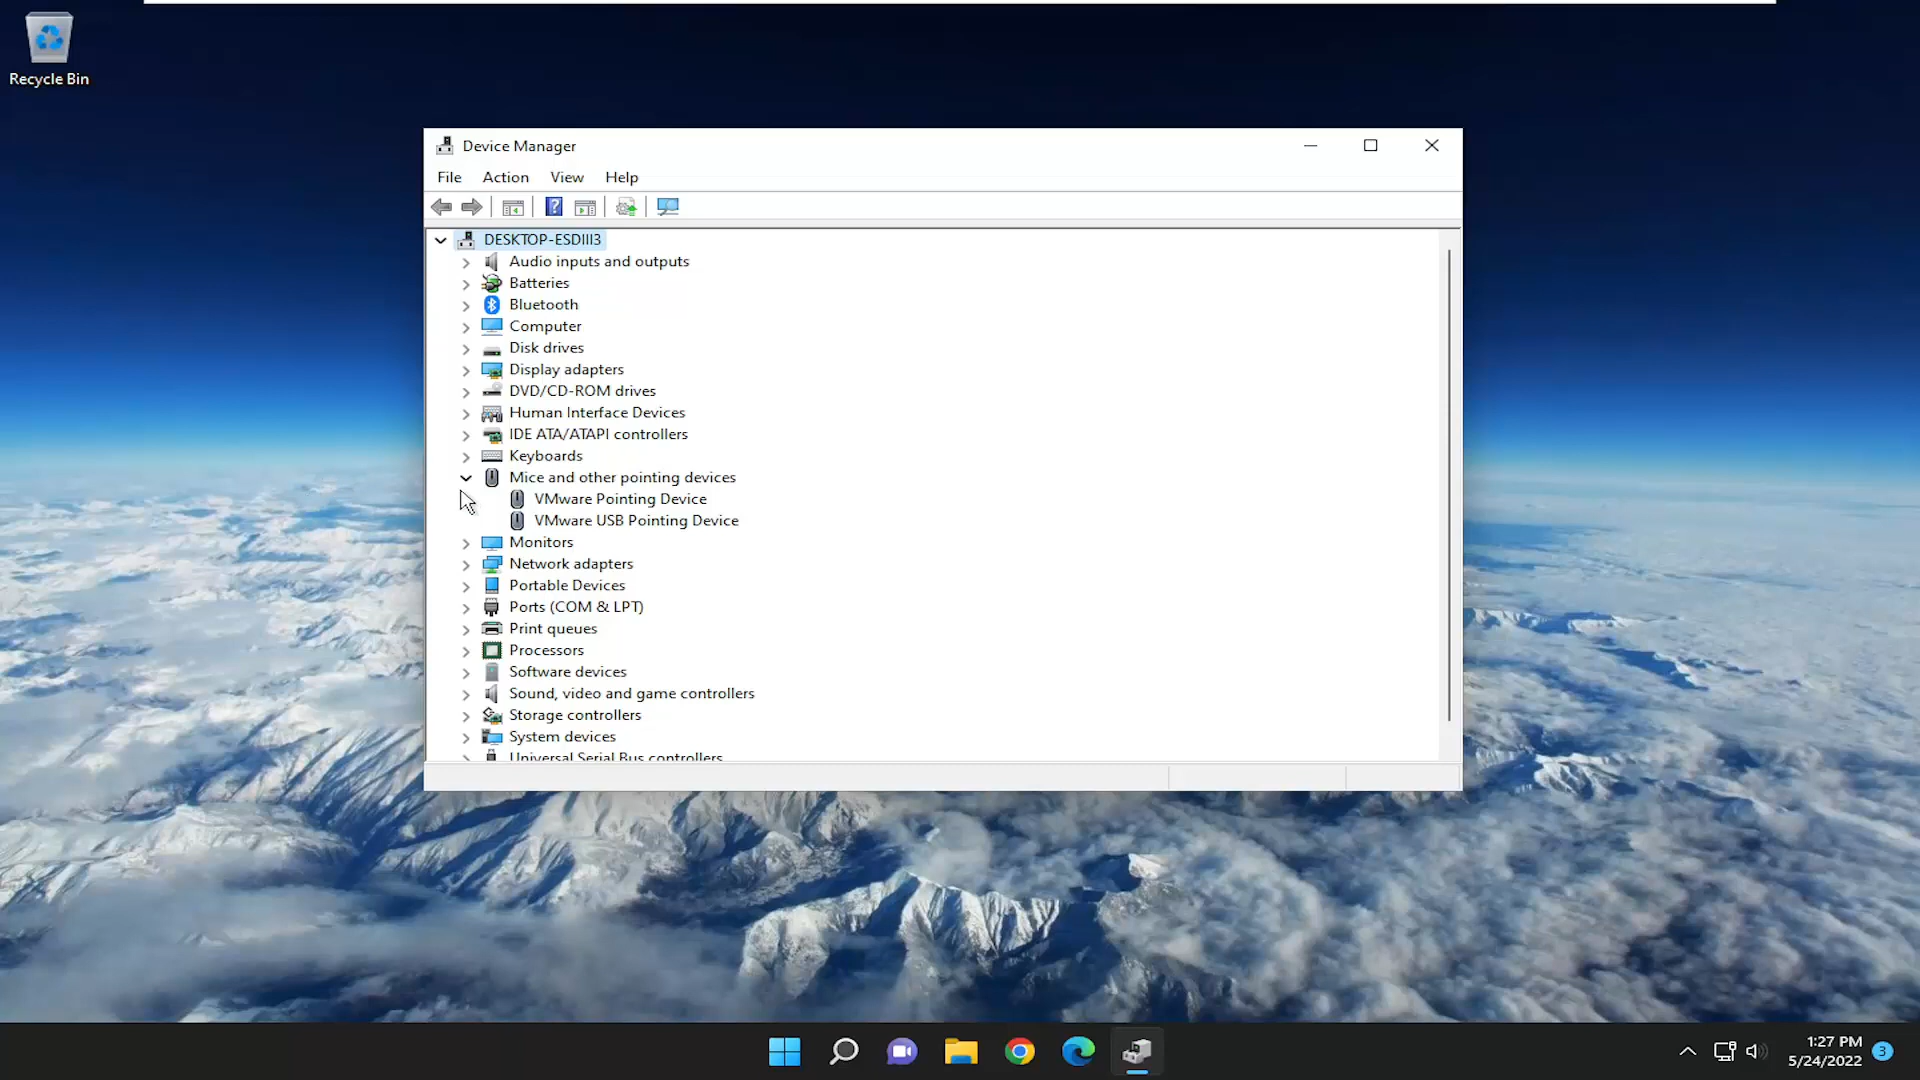 Recycle Bin
Device Manager
File Action View Help
?
DESKTOP-ESDIII3
Audio inputs and outputs
Batteries
Bluetooth
Computer
Disk drives
Display adapters
DVD/CD-ROM drives
Human Interface Devices
IDE ATA/ATAPI controllers
Keyboards
Mice and other pointing devices
VMware Pointing Device
VMware USB Pointing Device
Monitors
Network adapters
Portable Devices
Ports (COM & LPT)
Print queues
Processors
Software devices
Sound, video and game controllers
Storage controllers
System devices
Universal Serial Bus controllers
1:27 PM
5/24/2022
3